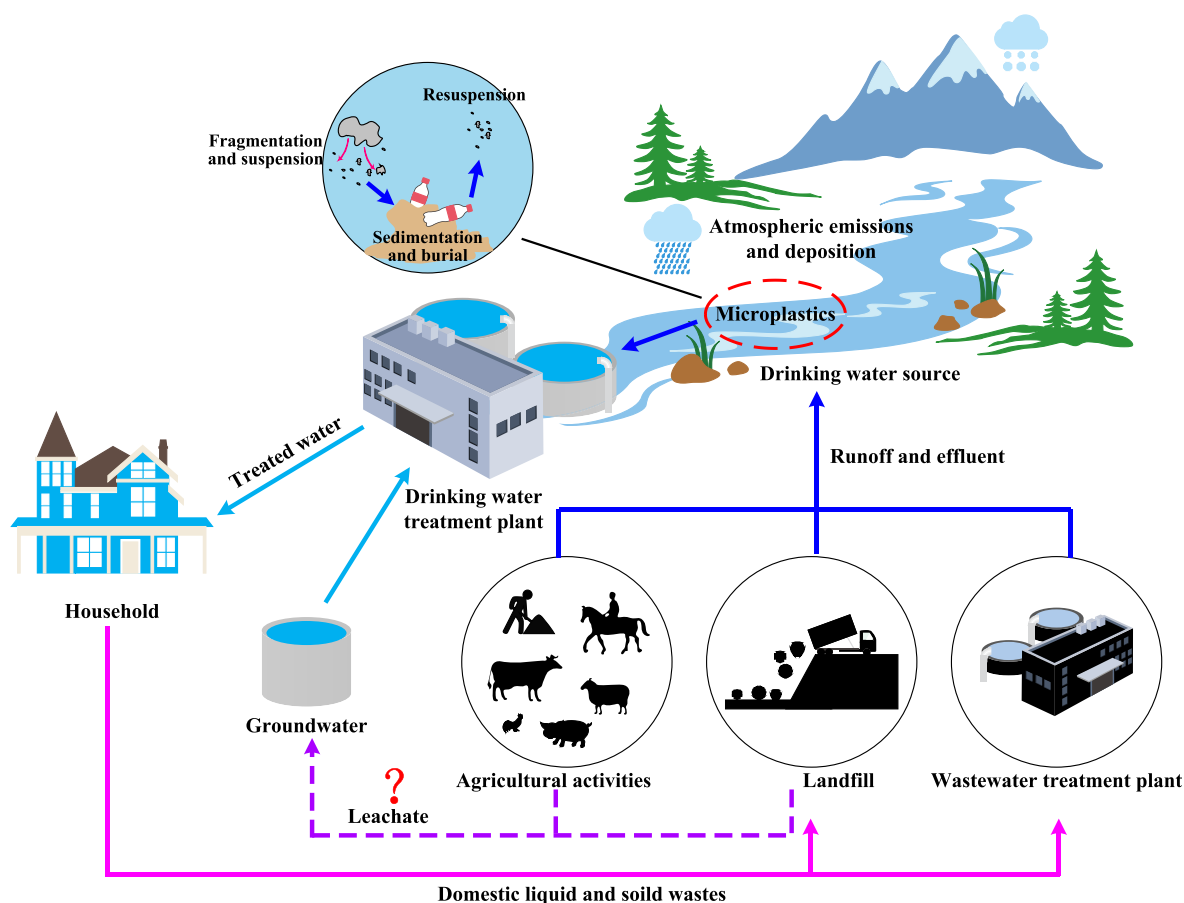 Resuspension
Fragmentation
and suspension
Sedimentation
and burial
Atmospheric emissions
and deposition
Microplastics
Drinking water source
Treated water
Drinking water
treatment plant
Runoff and effluent
Household
Groundwater
?
Leachate
Agricultural activities
Landfill
Wastewater treatment plant
Domestic liquid and soild wastes